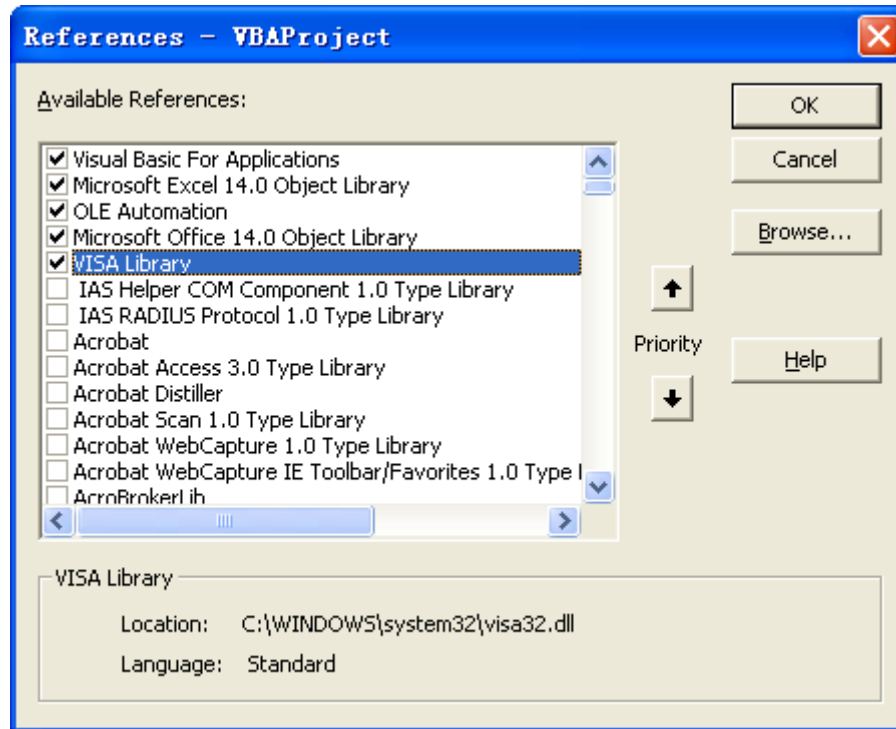 References - VBAProject
Available References:
OK
Visual Basic For Applications
Cancel
Microsoft Excel 14.0 Object Library
OLE Automation
Microsoft Office 14.0 Object Library
Browse...
VISA Library
IAS Helper COM Component 1.0 Type Library
IAS RADIUS Protocol 1.0 Type Library
Acrobat
Priority
Acrobat Access 3.0 Type Library
Help
Acrobat Distiller
Acrobat Scan 1.0 Type Library
Acrobat WebCapture 1.0 Type Library
Acrobat WebCapture IE Toolbar/Favorites 1.0 Type
AcroBrokerLib
VISA Library
Location: C:\WINDOWS\system32\visa32.dll
Language: Standard